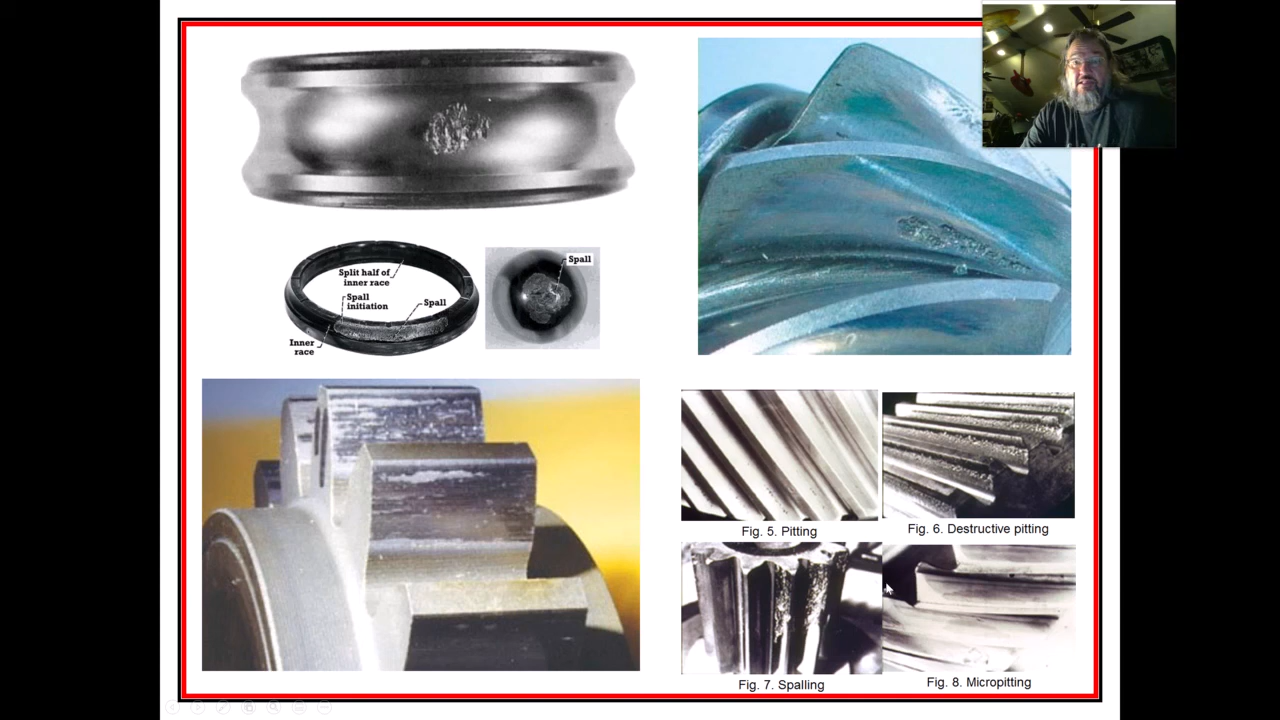 Split half of
inner race
Spall
initiation
Spall
Inner
race
Spall
Fig. 5. Pitting
Fig. 6. Destructive pitting
Fig. 7. Spalling
Fig. 8. Micropitting